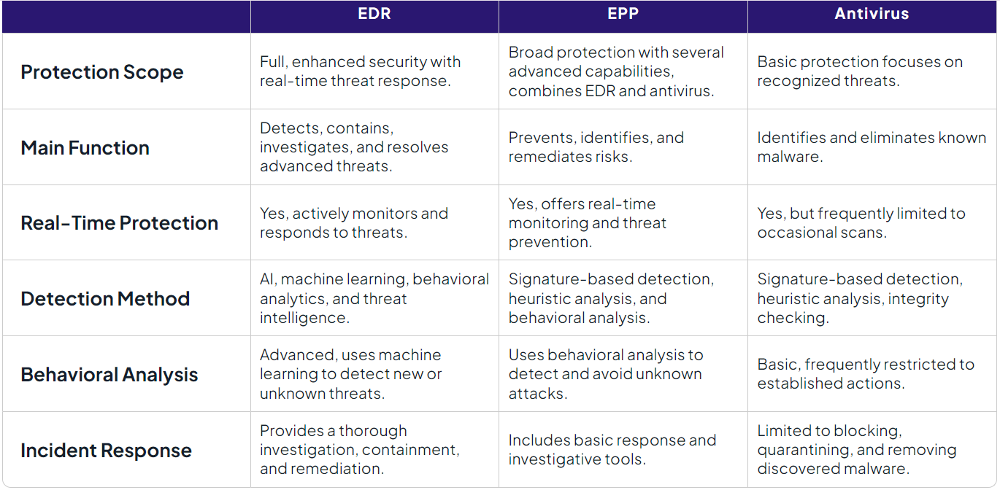 EDR
EPP
Antivirus
Protection Scope
Full, enhanced security with
real-time threat response.
Broad protection with several
advanced capabilities,
combines EDR and antivirus.
Basic protection focuses on
recognized threats.
Main Function
Detects, contains,
investigates, and resolves
advanced threats.
Prevents, identifies, and
remediates risks.
Identifies and eliminates known
malware.
Real-Time Protection
Yes, actively monitors and
responds to threats.
Yes, offers real-time
monitoring and threat
prevention.
Yes, but frequently limited to
occasional scans.
Detection Method
AI, machine learning, behavioral
analytics, and threat
intelligence.
Signature-based detection,
heuristic analysis, and
behavioral analysis.
Signature-based detection,
heuristic analysis, integrity
checking.
Behavioral Analysis
Advanced, uses machine
learning to detect new or
unknown threats.
Uses behavioral analysis to
detect and avoid unknown
attacks.
Basic, frequently restricted to
established actions.
Incident Response
Provides a thorough
investigation, containment,
and remediation.
Includes basic response and
investigative tools.
Limited to blocking,
quarantining, and removing
discovered malware.